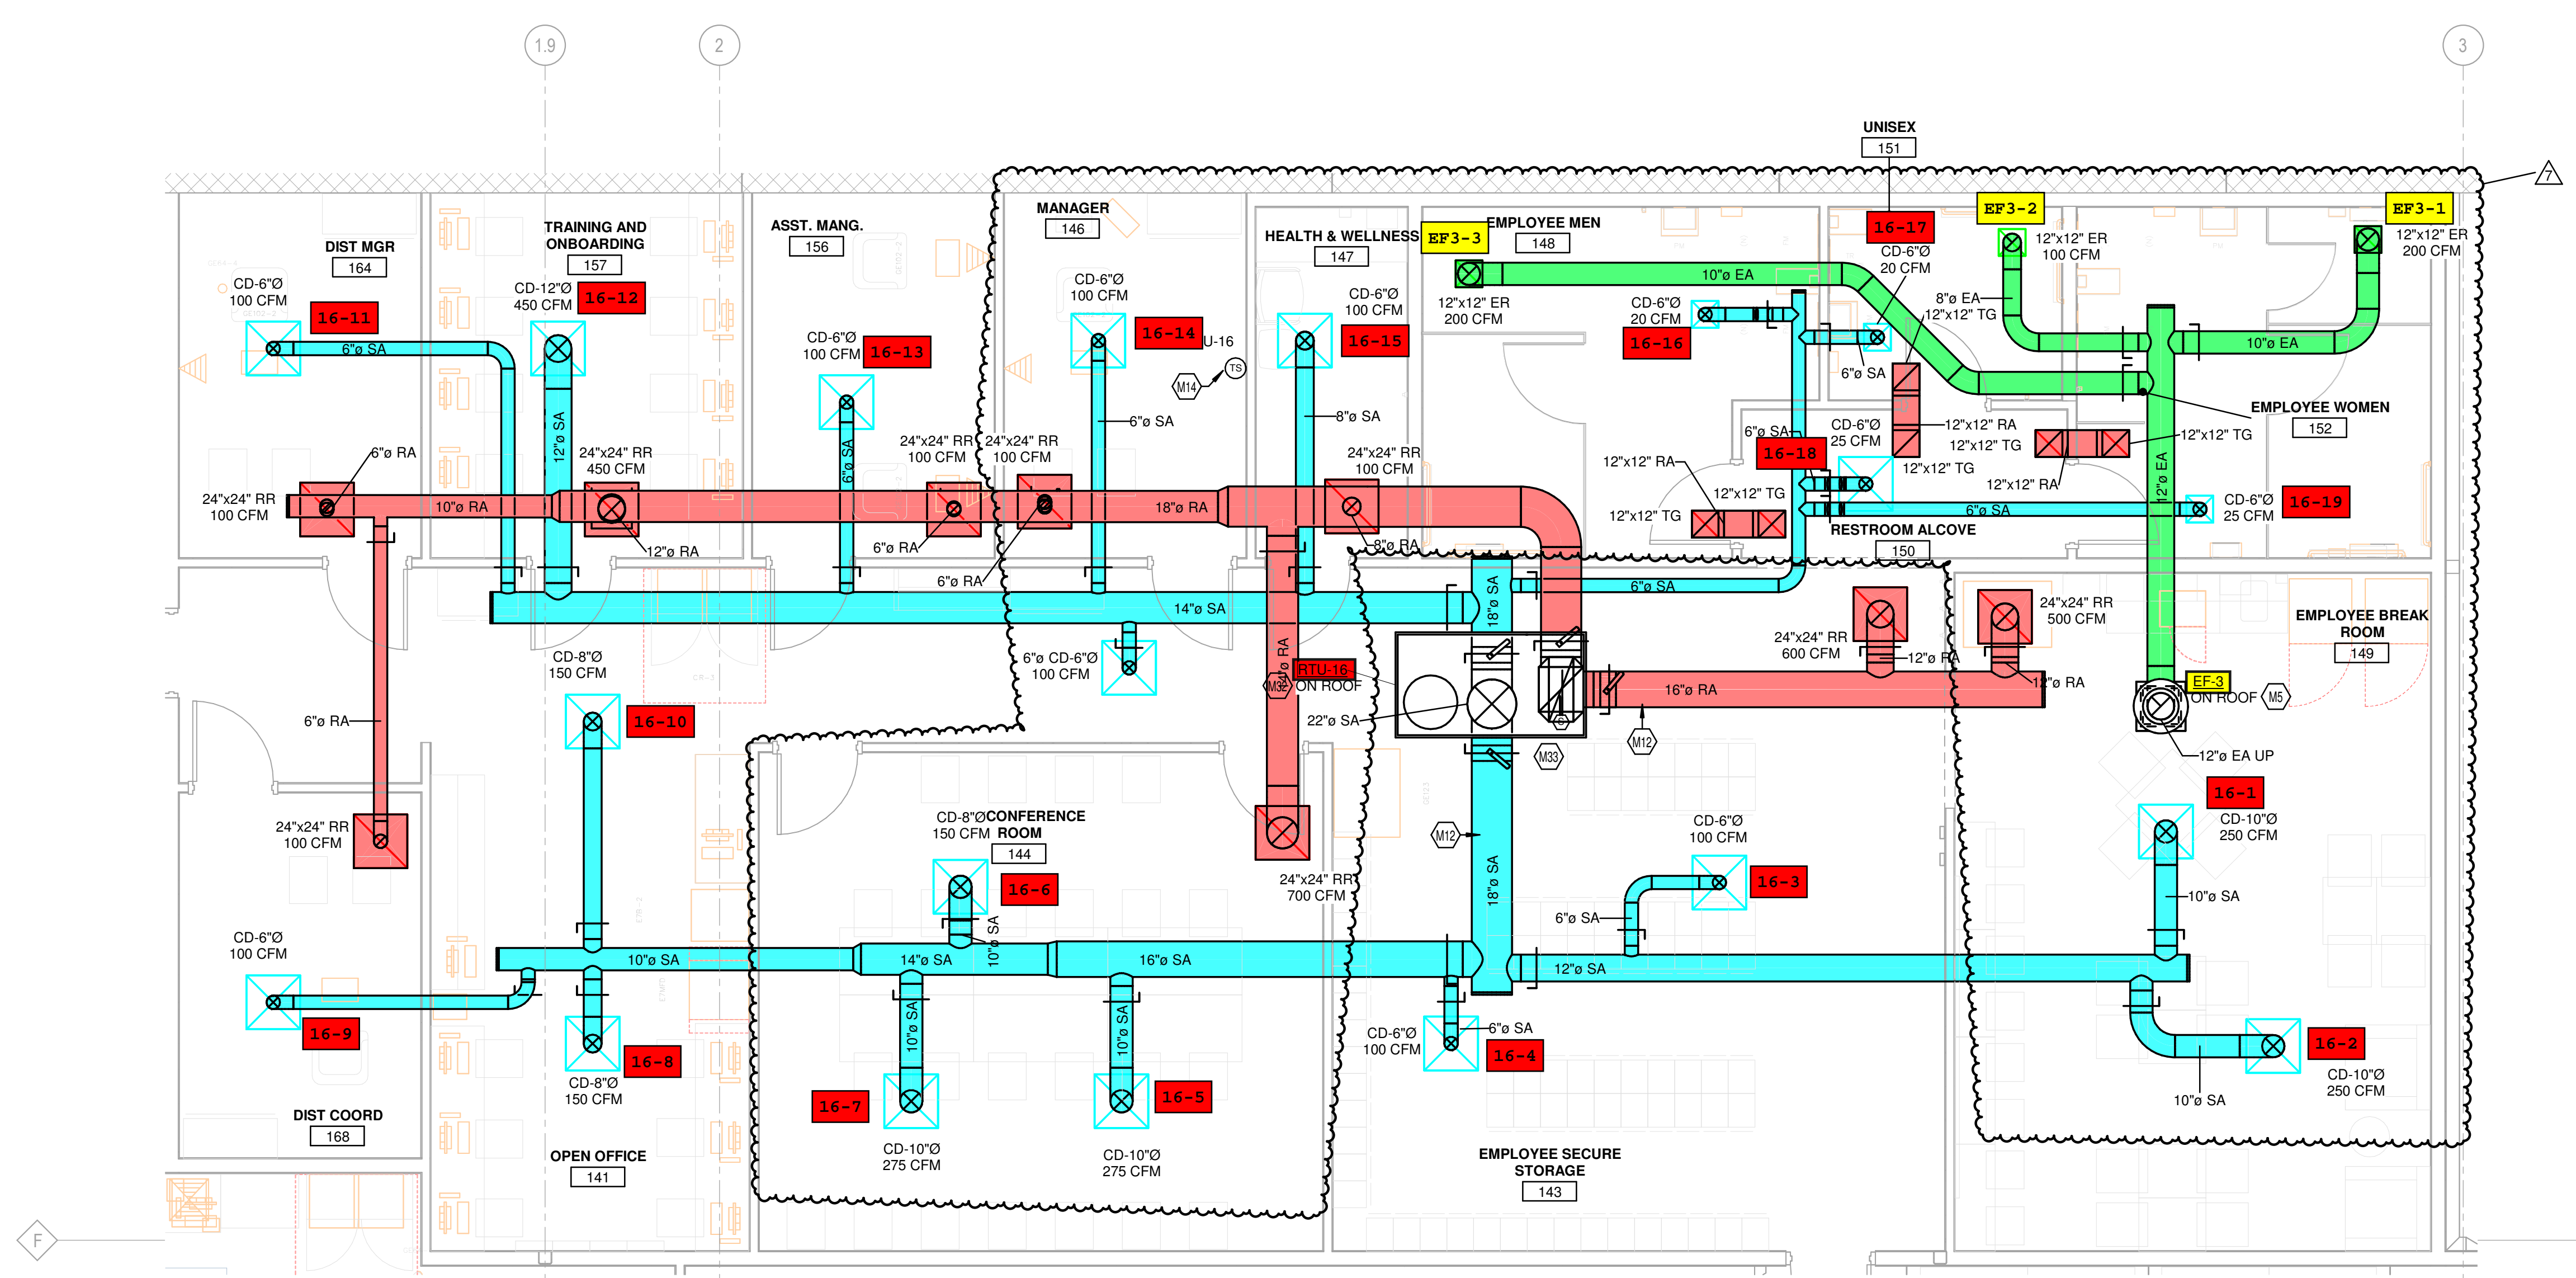 1.9
2
3
UNISEX
151
7
DIST MGR
164
TRAINING AND
ONBOARDING
157
ASST. MANG.
156
MANAGER
146
HEALTH & WELLNESS
147
EF3-3
EMPLOYEE MEN
148
16-17
EF3-2
EF3-1
CD-6"Ø
100 CFM
16-11
CD-12"Ø
450 CFM
16-12
CD-6"Ø
100 CFM
16-13
CD-6"Ø
100 CFM
16-14
U-16
M14
TS
CD-6"Ø
100 CFM
16-15
12"x12" ER
200 CFM
10"ø EA
CD-6"Ø
20 CFM
16-16
CD-6"Ø
20 CFM
6"ø SA
12"x12" ER
100 CFM
8"ø EA
12"x12" TG
12"x12" ER
200 CFM
10"ø EA
6"ø SA
12"ø SA
6"ø SA
6"ø SA
8"ø SA
EMPLOYEE WOMEN
152
6"ø RA
24"x24" RR
100 CFM
10"ø RA
24"x24" RR
450 CFM
12"ø RA
24"x24" RR
100 CFM
6"ø RA
24"x24" RR
100 CFM
6"ø RA
18"ø RA
24"x24" RR
100 CFM
8"ø RA
12"x12" RA
12"x12" TG
12"x12" TG
6"ø SA
16-18
CD-6"Ø
25 CFM
12"x12" RA
12"x12" TG
12"x12" TG
12"x12" TG
12"x12" RA
12"ø EA
6"ø SA
CD-6"Ø
25 CFM
16-19
RESTROOM ALCOVE
150
14"ø SA
18"ø SA
6"ø SA
6"ø CD-6"Ø
100 CFM
RTU-16
ON ROOF
22"ø SA
S
M33
M12
16"ø RA
24"x24" RR
600 CFM
12"ø RA
24"x24" RR
500 CFM
12"ø RA
EMPLOYEE BREAK
ROOM
149
EF-3
ON ROOF
M5
12"ø EA UP
CD-8"Ø
150 CFM
16-10
6"ø RA
24"x24" RR
100 CFM
CD-8"Ø
150 CFM
CONFERENCE
ROOM
144
16-6
10"ø SA
24"x24" RR
700 CFM
M12
18"ø SA
CD-6"Ø
100 CFM
16-3
6"ø SA
16-1
CD-10"Ø
250 CFM
10"ø SA
CD-6"Ø
100 CFM
16-9
10"ø SA
14"ø SA
16"ø SA
12"ø SA
16-8
CD-8"Ø
150 CFM
10"ø SA
16-7
CD-10"Ø
275 CFM
10"ø SA
16-5
CD-10"Ø
275 CFM
CD-6"Ø
100 CFM
6"ø SA
16-4
16-2
CD-10"Ø
250 CFM
10"ø SA
DIST COORD
168
OPEN OFFICE
141
EMPLOYEE SECURE
STORAGE
143
F